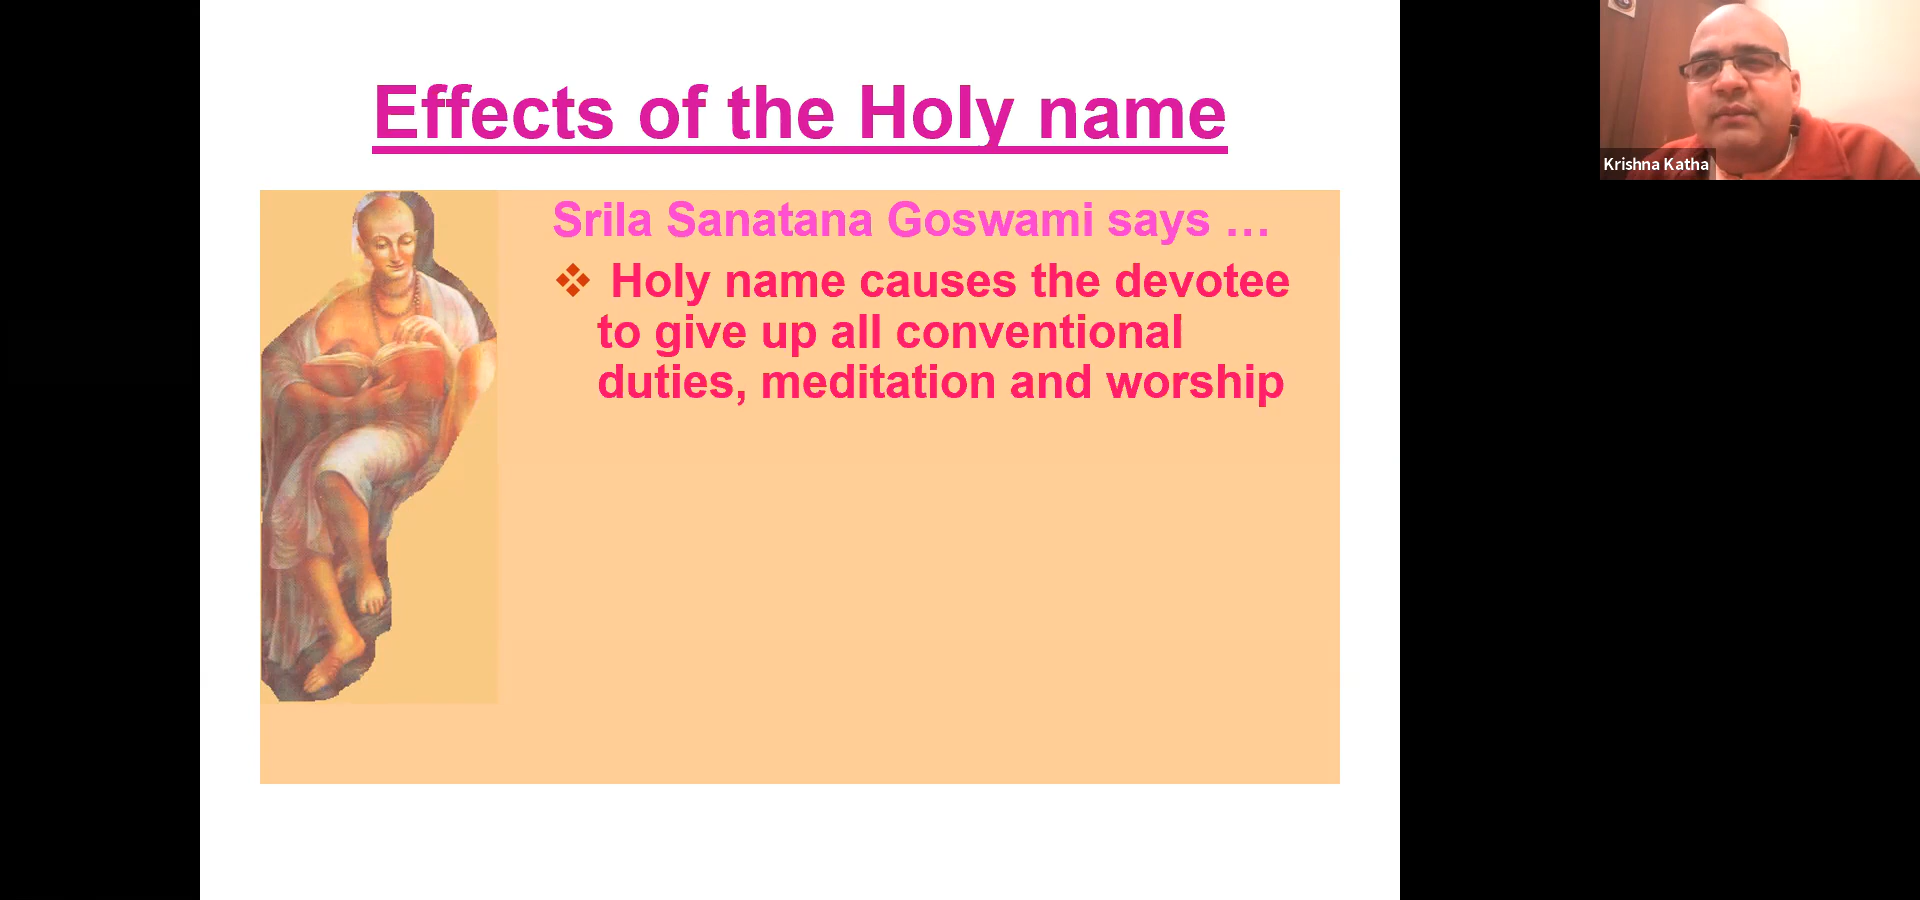 Effects of the Holy name
Krishna Katha
Srila Sanatana Goswami says …
❖ Holy name causes the devotee
to give up all conventional
duties, meditation and worship